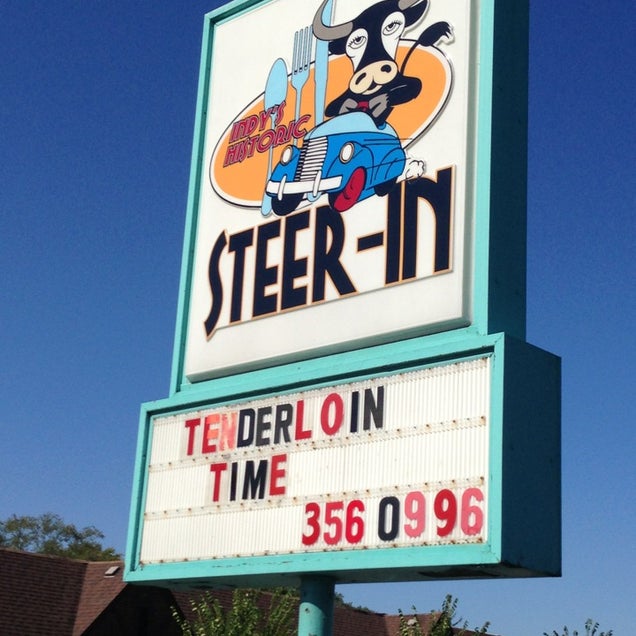 INDY'S
HISTORIC
STEER-IN
TENDERLOIN
TIME
356 0996